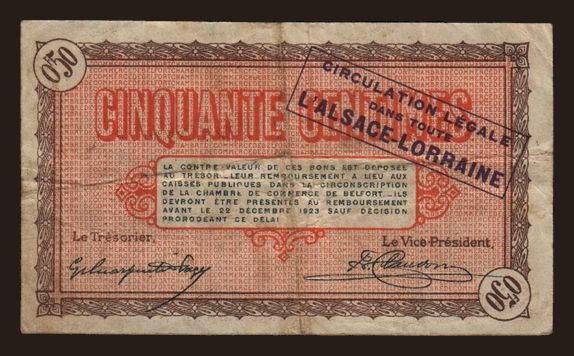 0F50
CIRCULATION LÉGALE
DANS TOUTE
L'ALSACE-LORRAINE
CINQUANTE CENTIMES
LA CONTRE VALEUR DE CES BONS EST DÉPOSÉE
AU TRÉSOR... LEUR REMBOURSEMENT A LIEU AUX
CAISSES PUBLIQUES DANS LA CIRCONSCRIPTION
DE LA CHAMBRE DE COMMERCE DE BELFORT... ILS
DEVRONT ÊTRE PRÉSENTÉS AU REMBOURSEMENT
AVANT LE 22 DÉCEMBRE 1923 SAUF DÉCISION
PROROGEANT CE DÉLAI
Le Trésorier,
Le Vice-Président,
0F50